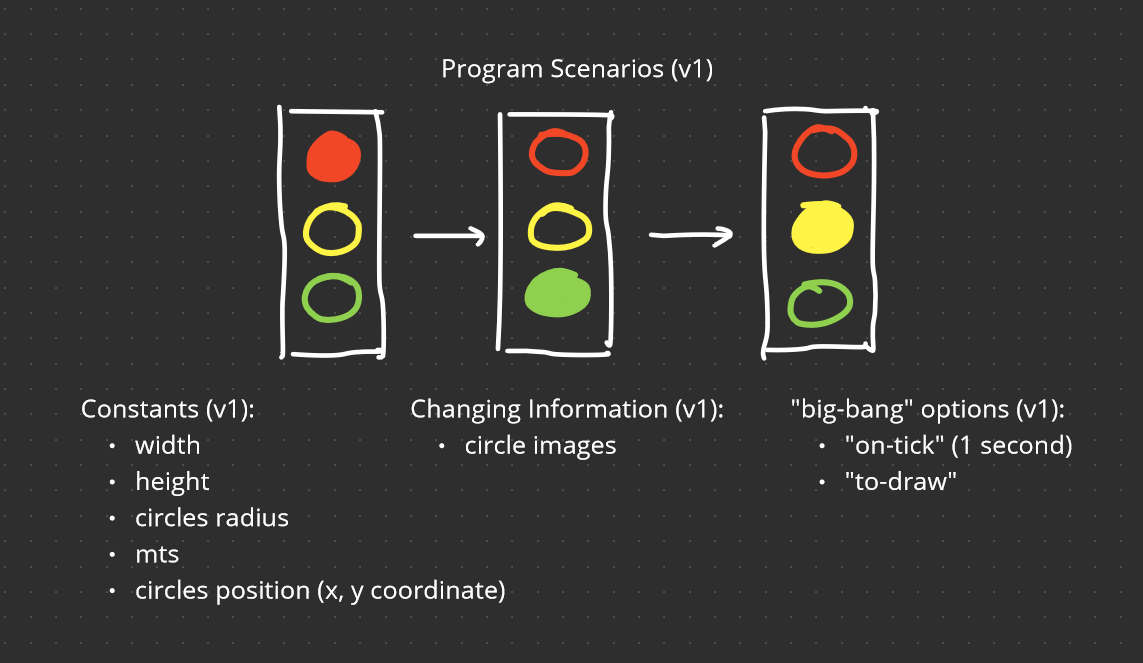 Program Scenarios (v1)
Constants (v1):
• width
• height
• circles radius
• mts
• circles position (x, y coordinate)
Changing Information (v1):
• circle images
"big-bang" options (v1):
• "on-tick" (1 second)
• "to-draw"